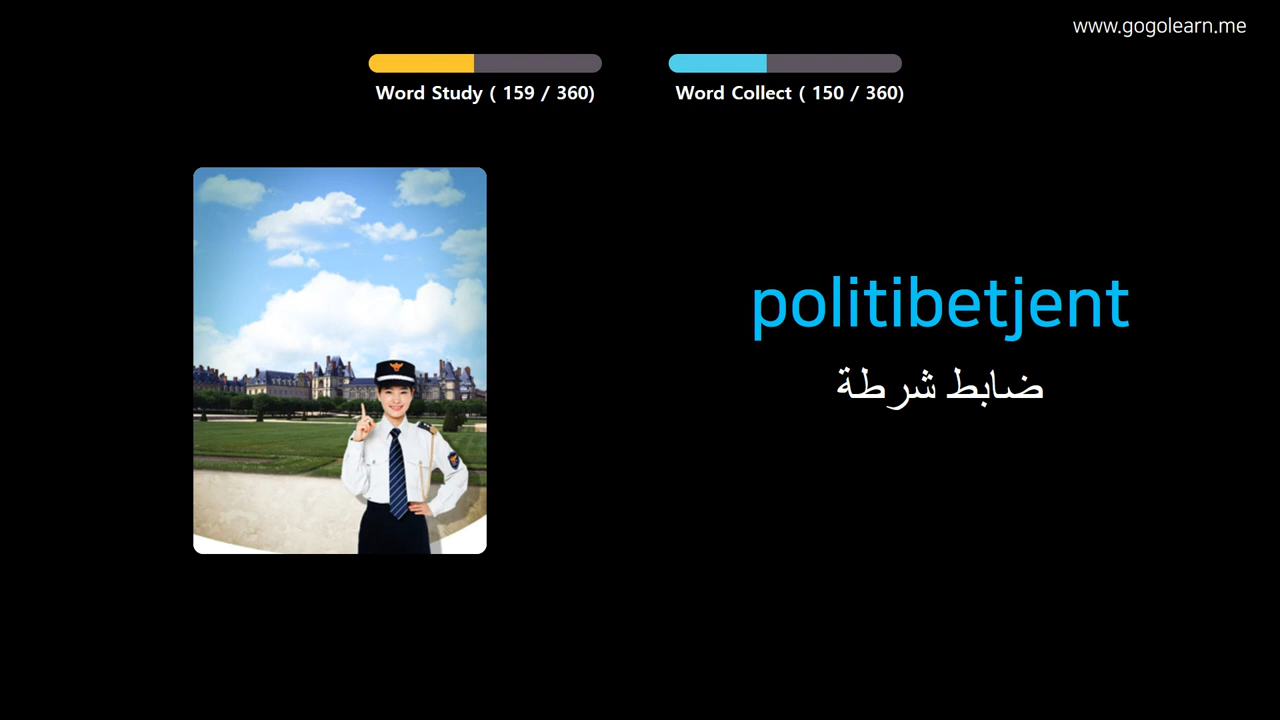 www.gogolearn.me
Word Study ( 159 / 360)
Word Collect ( 150 / 360)
politibetjent
ضابط شرطة